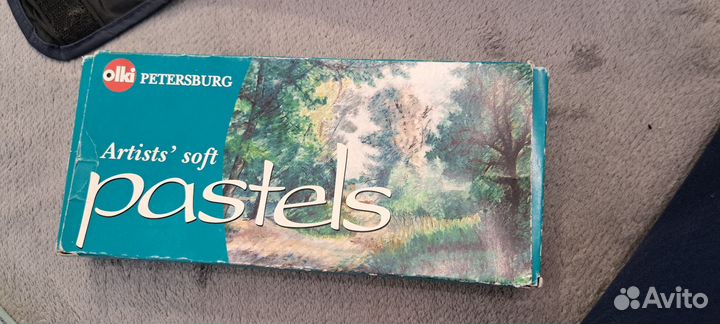 olki PETERSBURG
Artists' soft
pastels
Avito